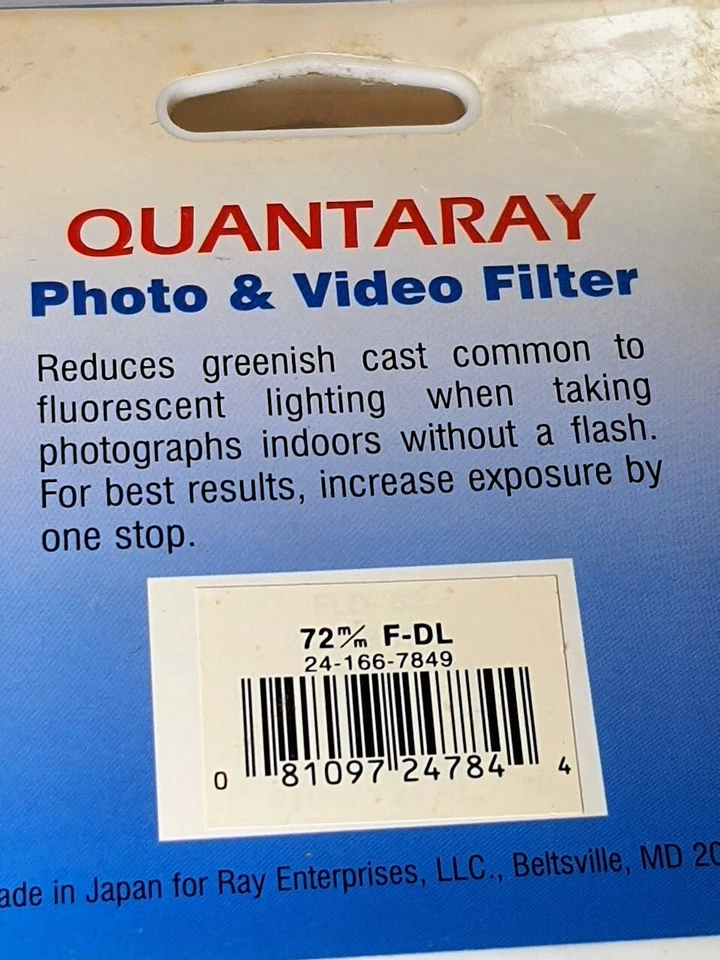 QUANTARAY
Photo & Video Filter
Reduces greenish cast common to
fluorescent lighting when taking
photographs indoors without a flash.
For best results, increase exposure by
one stop.
72 m/m F-DL
24-166-7849
0 81097 24784 4
ade in Japan for Ray Enterprises, LLC., Beltsville, MD 20